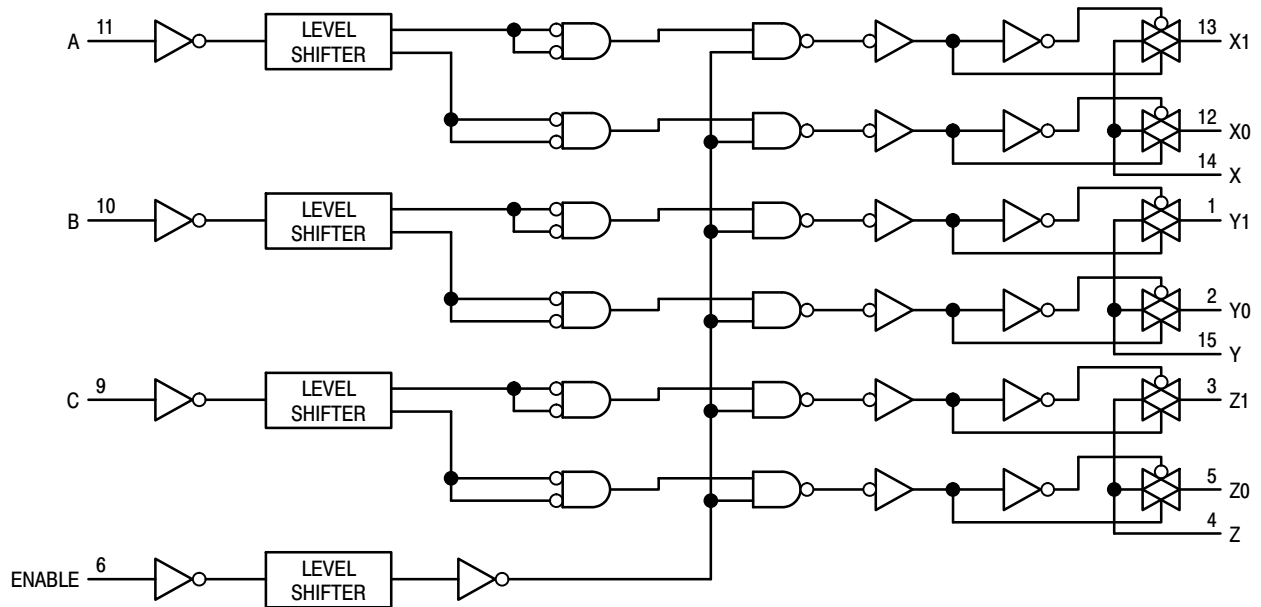 A 11 LEVEL SHIFTER 13 X1
12 X0
14 X
B 10 LEVEL SHIFTER 1 Y1
2 Y0
15 Y
C 9 LEVEL SHIFTER 3 Z1
5 Z0
4 Z
ENABLE 6 LEVEL SHIFTER